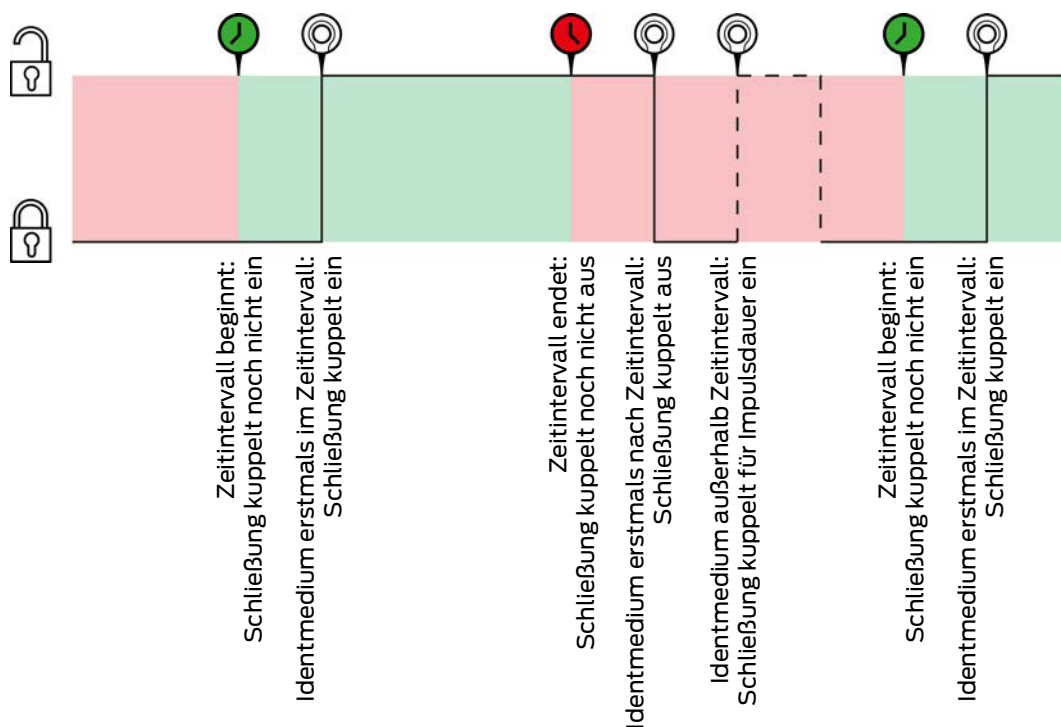 Zeitintervall beginnt:
Schließung kuppelt noch nicht ein
Identmedium erstmals im Zeitintervall:
Schließung kuppelt ein
Zeitintervall endet:
Schließung kuppelt noch nicht aus
Identmedium erstmals nach Zeitintervall:
Schließung kuppelt aus
Identmedium außerhalb Zeitintervall:
Schließung kuppelt für Impulsdauer ein
Zeitintervall beginnt:
Schließung kuppelt noch nicht ein
Identmedium erstmals im Zeitintervall:
Schließung kuppelt ein